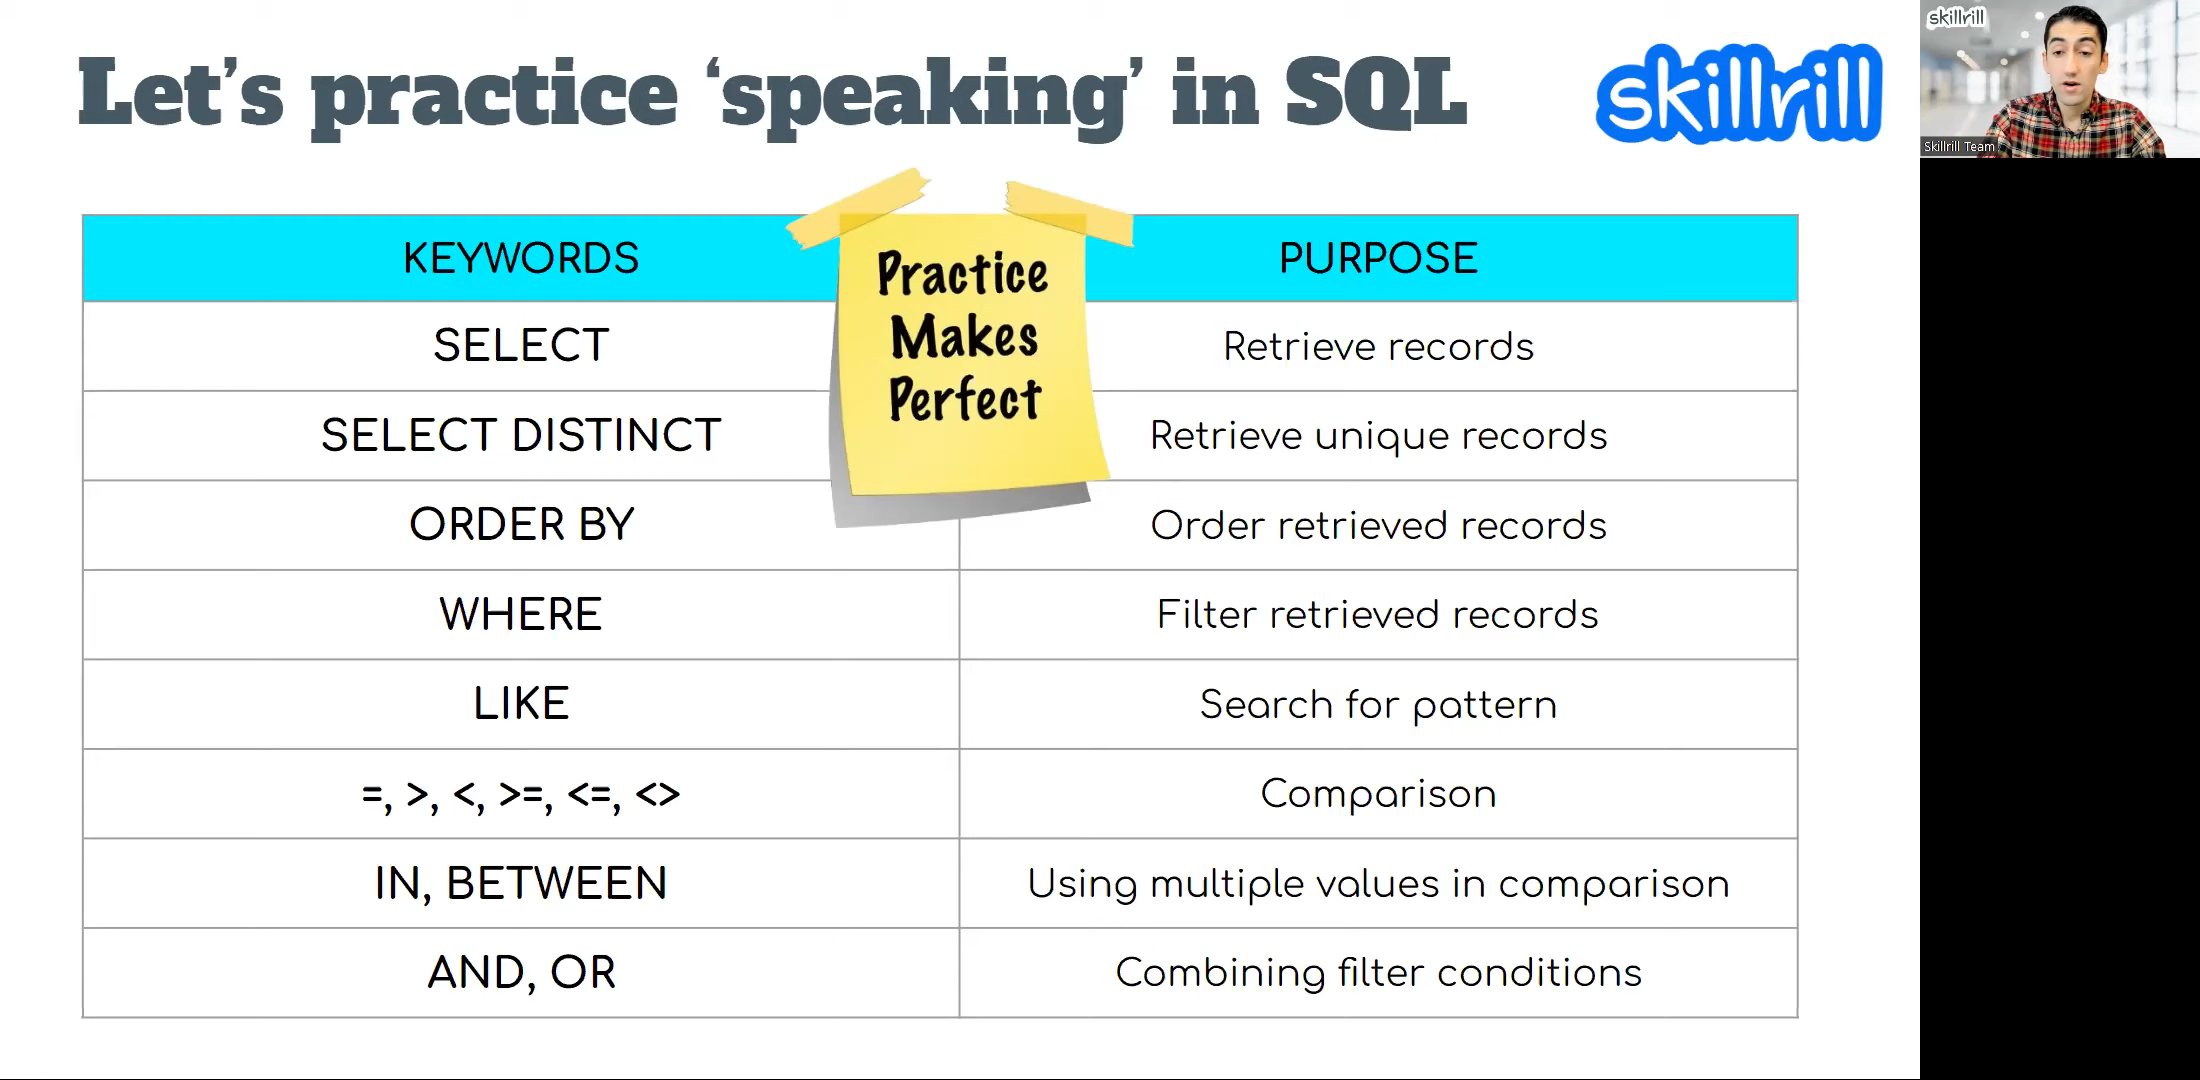 Let’s practice ‘speaking’ in SQL
skillrill
skillrill
Skillrill Team
Practice
Makes
Perfect
KEYWORDS PURPOSE
SELECT Retrieve records
SELECT DISTINCT Retrieve unique records
ORDER BY Order retrieved records
WHERE Filter retrieved records
LIKE Search for pattern
=, >, <, >=, <=, <> Comparison
IN, BETWEEN Using multiple values in comparison
AND, OR Combining filter conditions